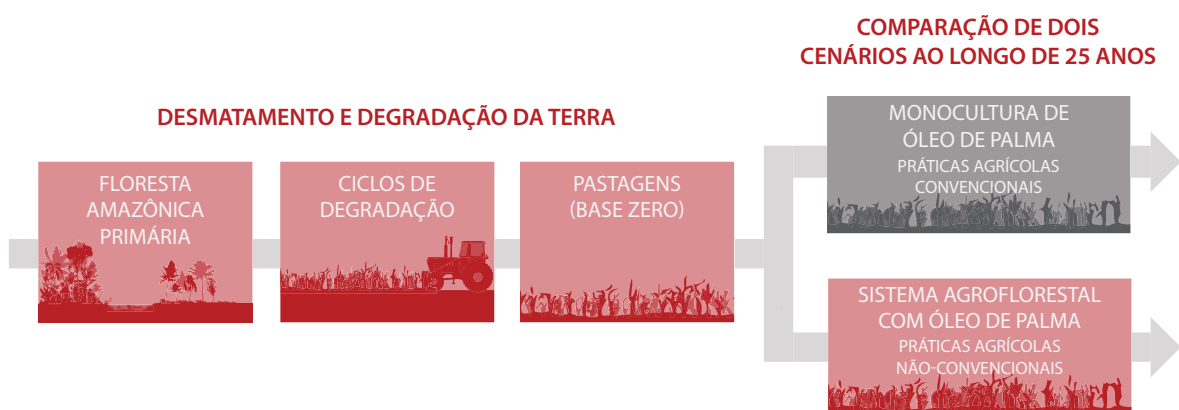 COMPARAÇÃO DE DOIS
CENÁRIOS AO LONGO DE 25 ANOS
DESMATAMENTO E DEGRADAÇÃO DA TERRA
FLORESTA
AMAZÔNICA
PRIMÁRIA
CICLOS DE
DEGRADAÇÃO
PASTAGENS
(BASE ZERO)
MONOCULTURA DE
ÓLEO DE PALMA
PRÁTICAS AGRÍCOLAS
CONVENCIONAIS
SISTEMA AGROFLORESTAL
COM ÓLEO DE PALMA
PRÁTICAS AGRÍCOLAS
NÃO-CONVENCIONAIS